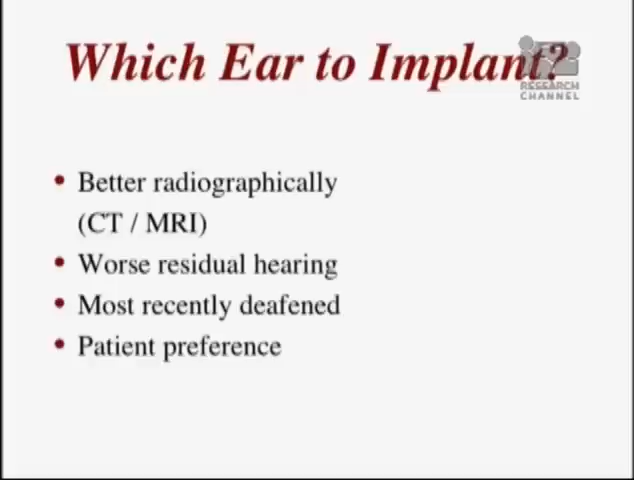 Which Ear to Implant?
RESEARCH
CHANNEL
• Better radiographically
(CT / MRI)
• Worse residual hearing
• Most recently deafened
• Patient preference